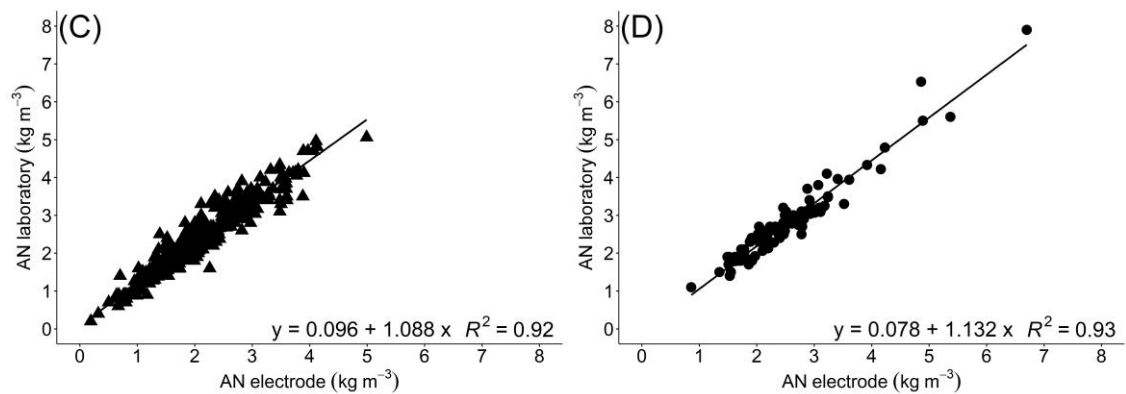 (C)
AN laboratory (kg m⁻³)
8
7
6
5
4
3
2
1
0
y = 0.096 + 1.088 x R² = 0.92
0 1 2 3 4 5 6 7 8
AN electrode (kg m⁻³)
(D)
AN laboratory (kg m⁻³)
8
7
6
5
4
3
2
1
0
y = 0.078 + 1.132 x R² = 0.93
0 1 2 3 4 5 6 7 8
AN electrode (kg m⁻³)